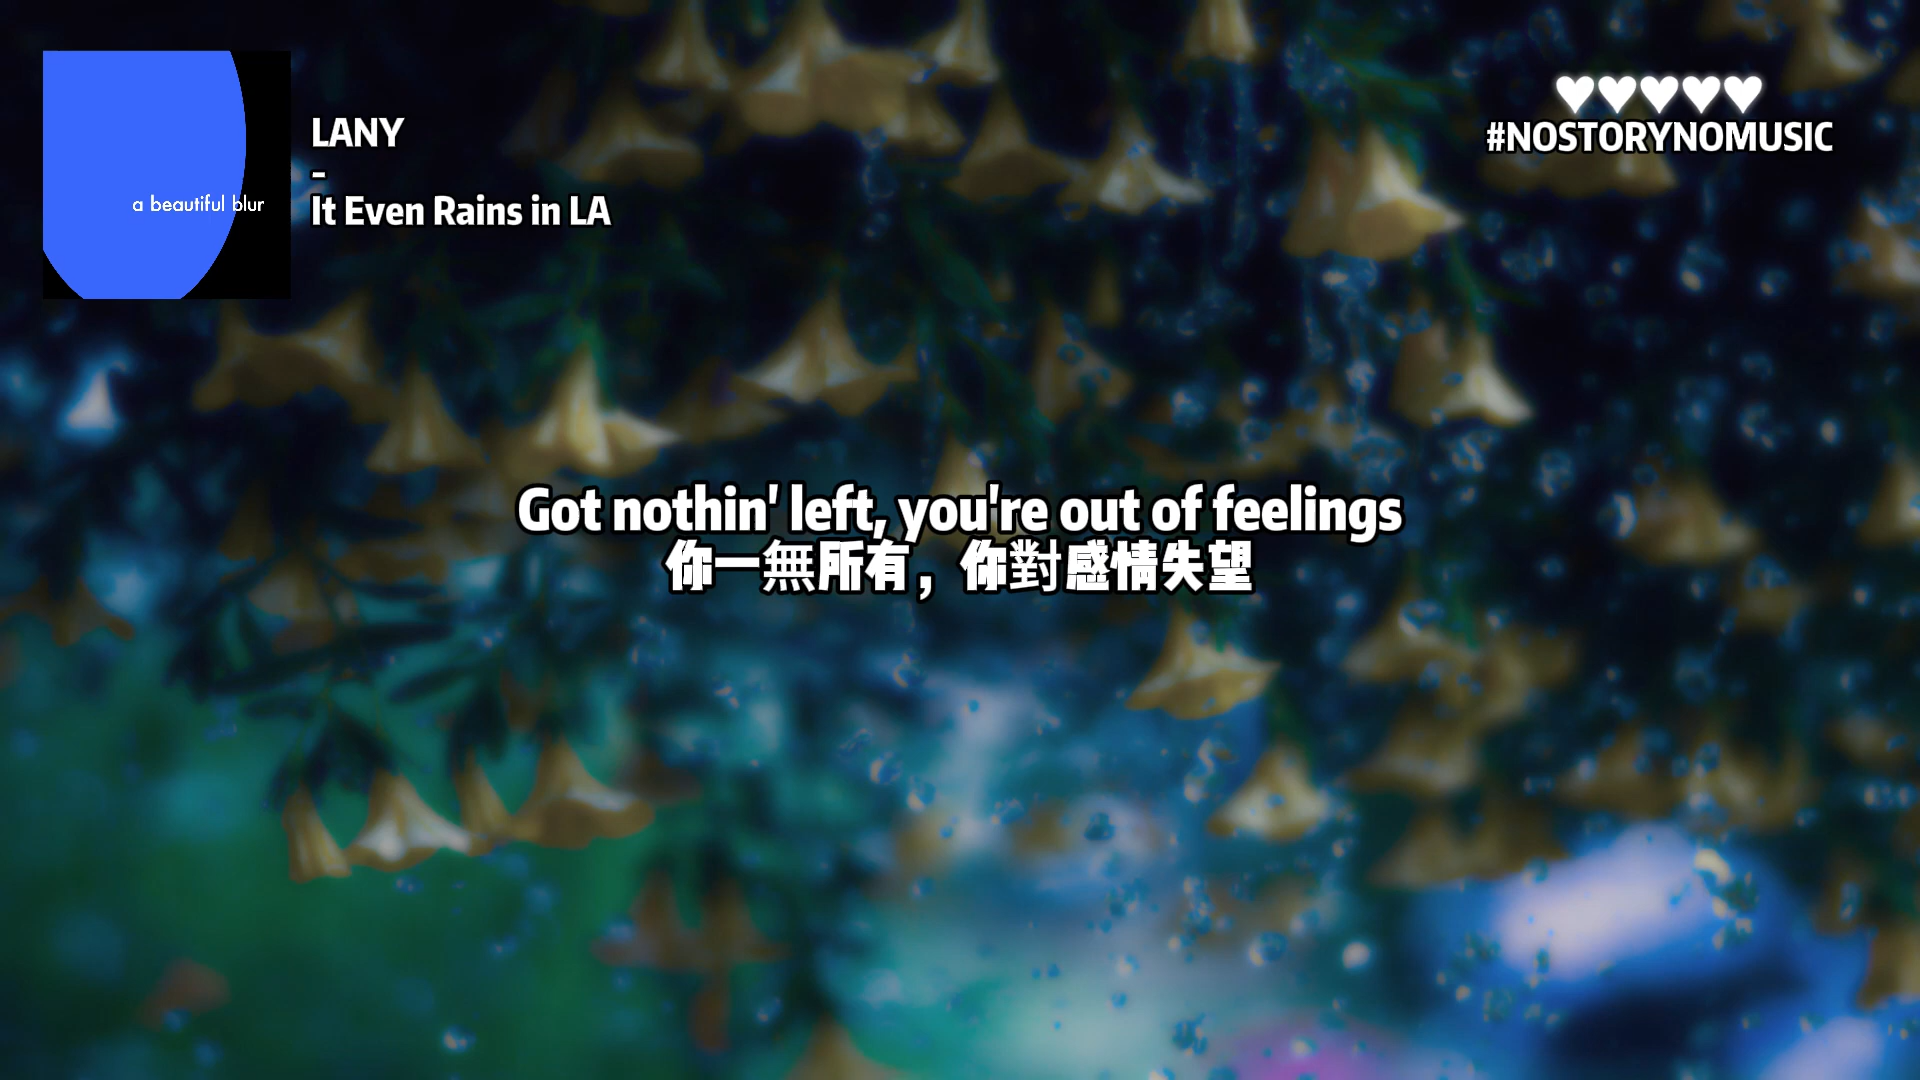 a beautiful blur
LANY
-
It Even Rains in LA
♥♥♥♥♥
#NOSTORYNOMUSIC
Got nothin' left, you're out of feelings
你一無所有，你對感情失望